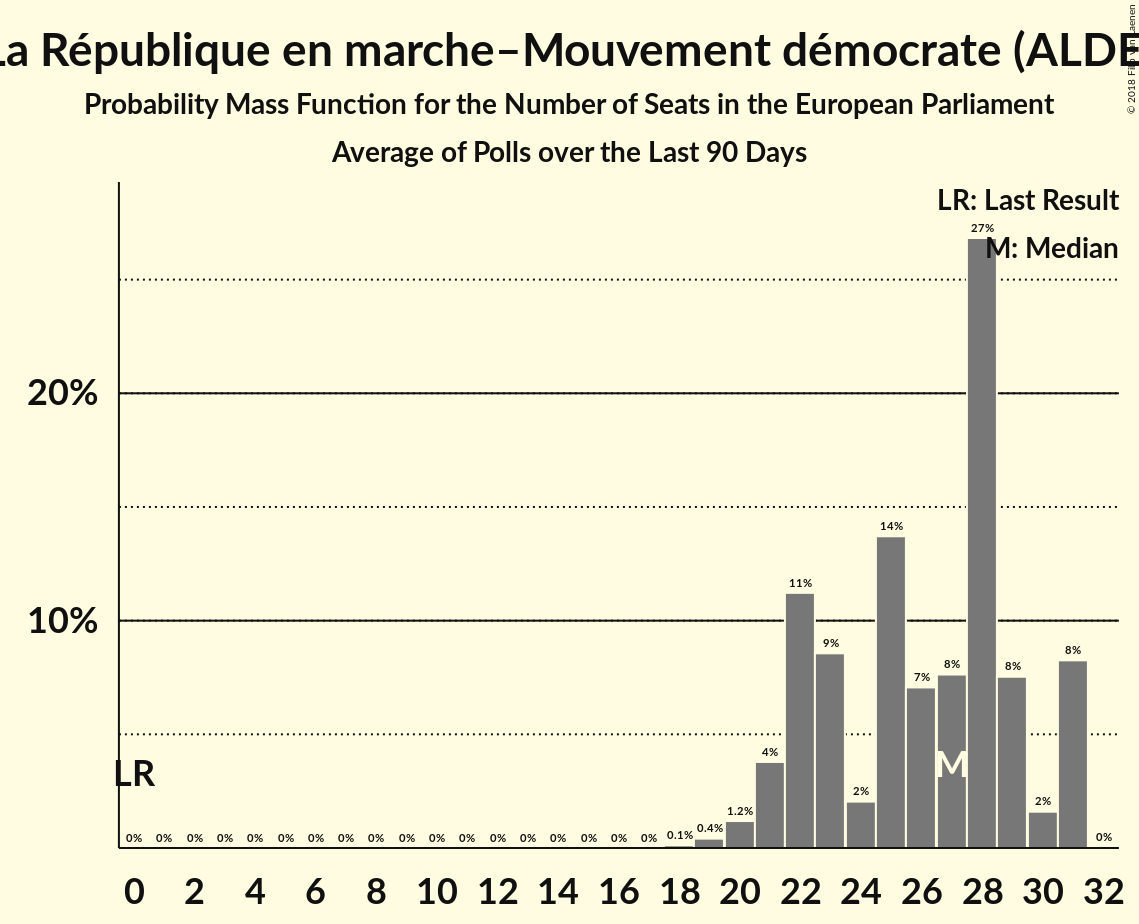 La République en marche–Mouvement démocrate (ALDE
Probability Mass Function for the Number of Seats in the European Parliament
Average of Polls over the Last 90 Days
© 2018 Filip van Laenen
LR: Last Result
M: Median
27%
20%
14%
11%
10%
9%
8%
8%
8%
7%
4%
2%
2%
1.2%
0.4%
0.1%
LR
M
0% 0% 0% 0% 0% 0% 0% 0% 0% 0% 0% 0% 0% 0% 0% 0% 0% 0% 0%
0 2 4 6 8 10 12 14 16 18 20 22 24 26 28 30 32